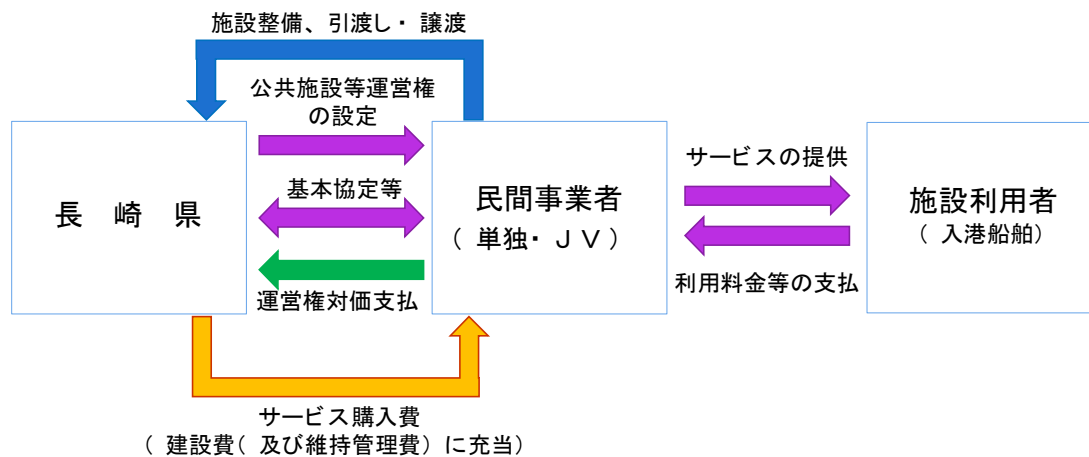 施設整備、引渡し・ 譲渡
公共施設等運営権
の設定
長 崎 県
基本協定等
運営権対価支払
民間事業者
( 単独・ ＪＶ)
サービスの提供
利用料金等の支払
施設利用者
( 入港船舶)
サービス購入費
( 建設費( 及び維持管理費) に充当)